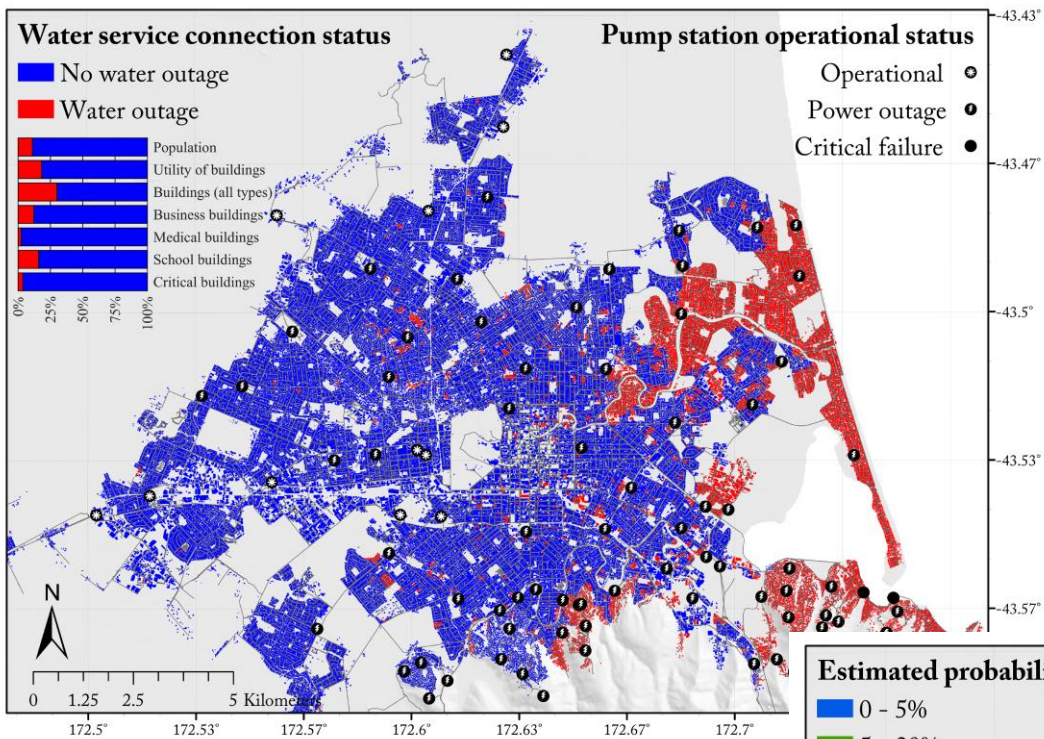 Water service connection status
No water outage
Water outage
Population
Utility of buildings
Buildings (all types)
Business buildings
Medical buildings
School buildings
Critical buildings
0%
25%
50%
75%
100%
Pump station operational status
Operational
Power outage
Critical failure
-43.43°
-43.47°
-43.5°
-43.53°
-43.57°
N
0 1.25 2.5 5 Kilometers
172.5° 172.53° 172.57° 172.6° 172.63° 172.67° 172.7°
Estimated probabili
0 - 5%